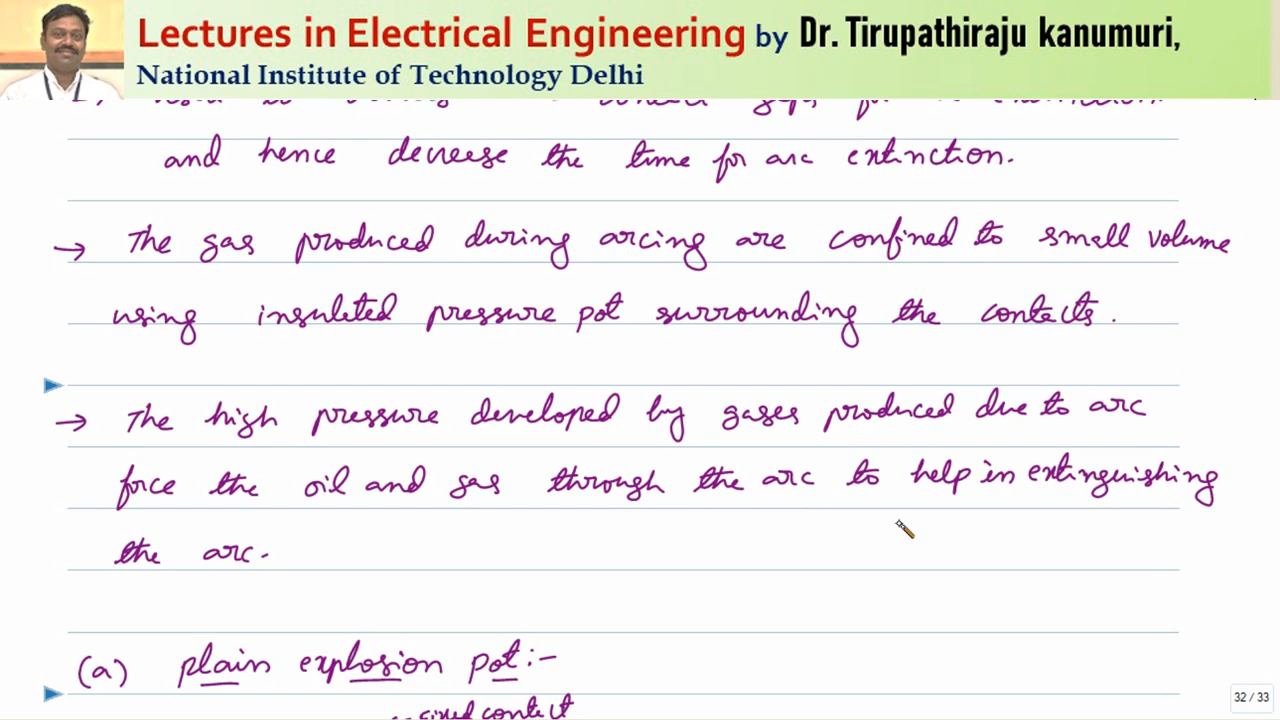 Lectures in Electrical Engineering by Dr. Tirupathiraju kanumuri,
National Institute of Technology Delhi
and hence decreese the time for arc extinction.
→ The gas produced during arcing are confined to small volume
using insulated pressure pot surrounding the contacts.
→ The high pressure developed by gases produced due to arc
force the oil and gas through the arc to help in extinguishing
the arc.
(a) plain explosion pot:-
contact
32 / 33